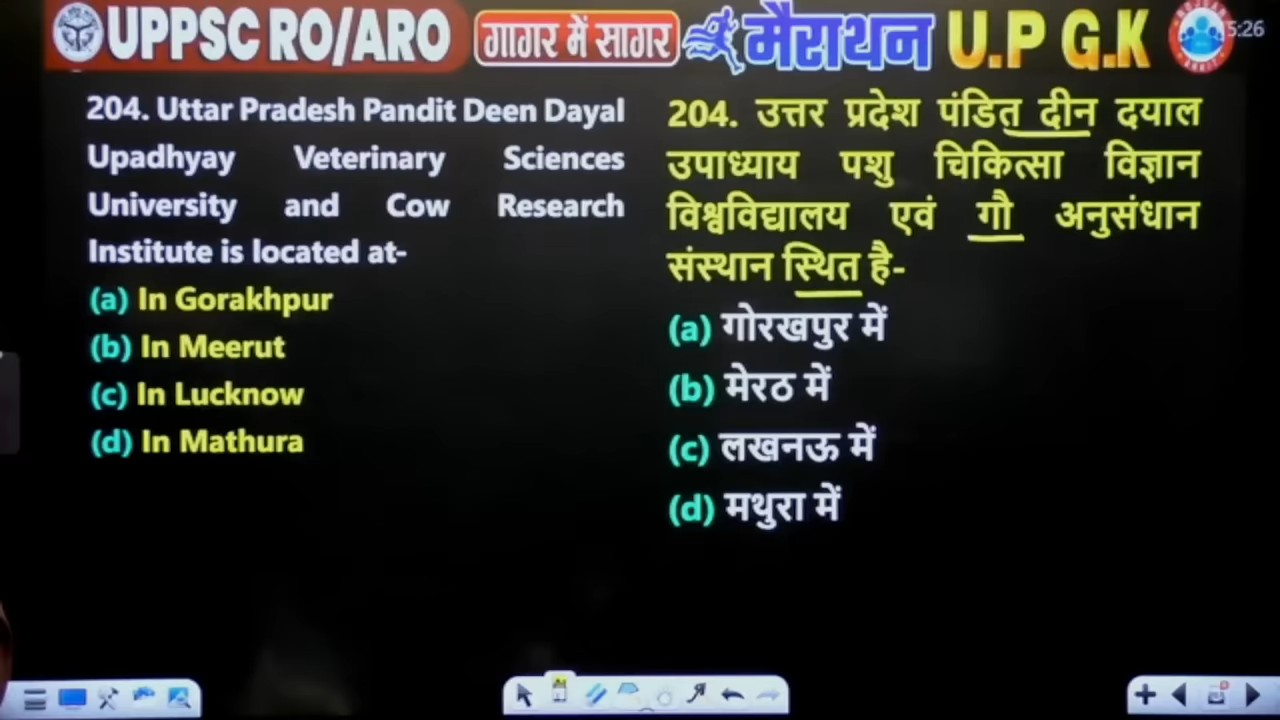 UPPSC RO/ARO गागर में सागर मैराथन U.P G.K
5:26
204. Uttar Pradesh Pandit Deen Dayal
Upadhyay Veterinary Sciences
University and Cow Research
Institute is located at-
(a) In Gorakhpur
(b) In Meerut
(c) In Lucknow
(d) In Mathura
204. उत्तर प्रदेश पंडित दीन दयाल
उपाध्याय पशु चिकित्सा विज्ञान
विश्वविद्यालय एवं गौ अनुसंधान
संस्थान स्थित है-
(a) गोरखपुर में
(b) मेरठ में
(c) लखनऊ में
(d) मथुरा में